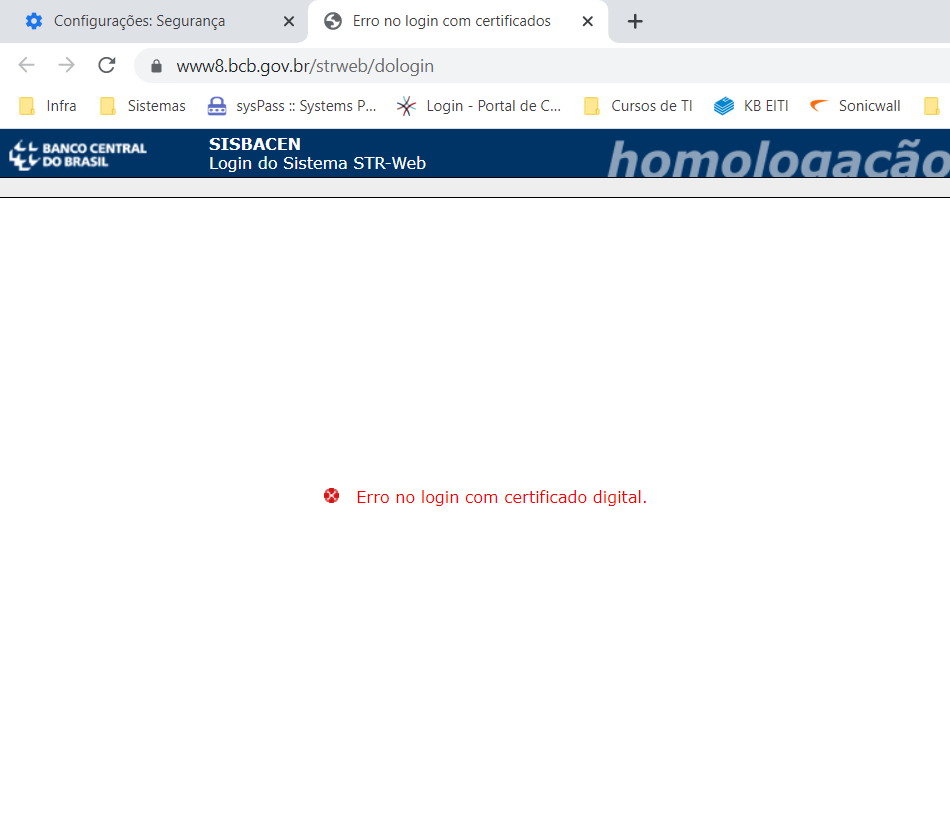 Configurações: Segurança
Erro no login com certificados
www8.bcb.gov.br/strweb/dologin
Infra
Sistemas
sysPass :: Systems P...
Login - Portal de C...
Cursos de TI
KB EITI
Sonicwall
BANCO CENTRAL
DO BRASIL
SISBACEN
Login do Sistema STR-Web
homologação
Erro no login com certificado digital.